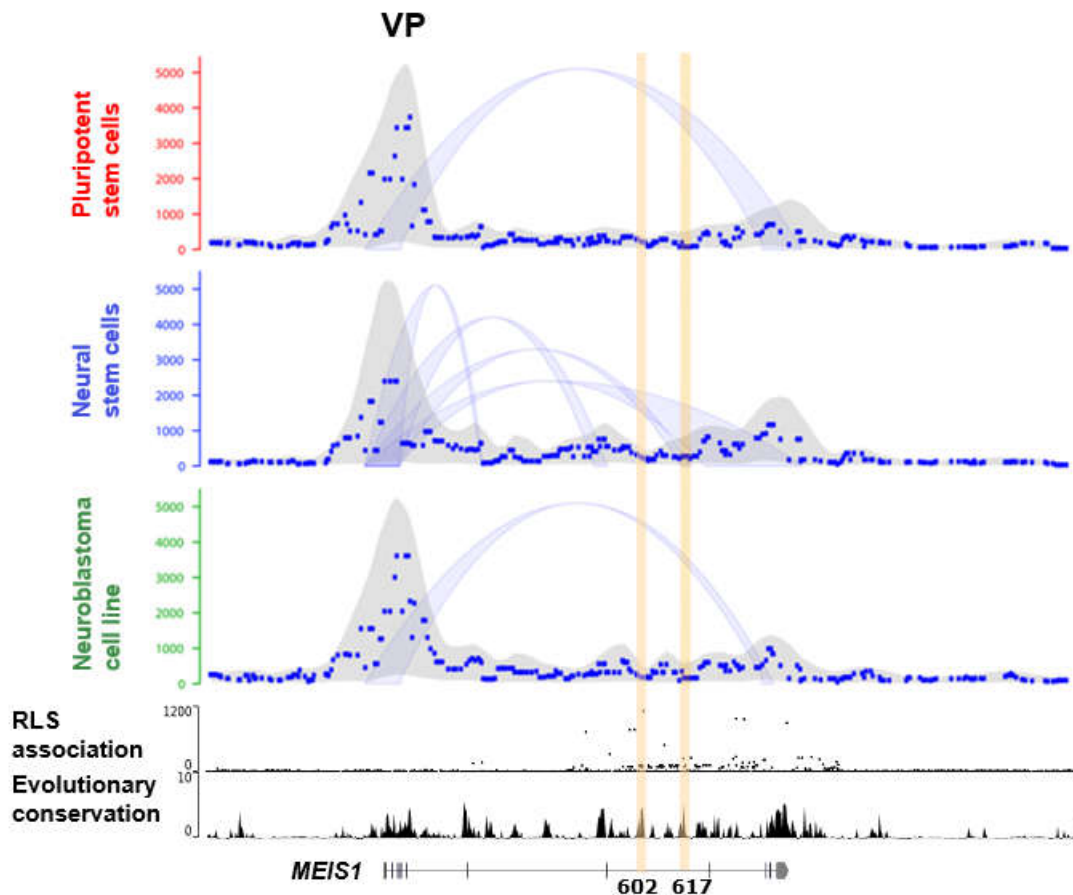 VP
Pluripotent
stem cells
5000
4000
3000
2000
1000
0
Neural
stem cells
5000
4000
3000
2000
1000
0
Neuroblastoma
cell line
5000
4000
3000
2000
1000
0
RLS
association
1200
0
Evolutionary
conservation
10
0
MEIS1
602 617